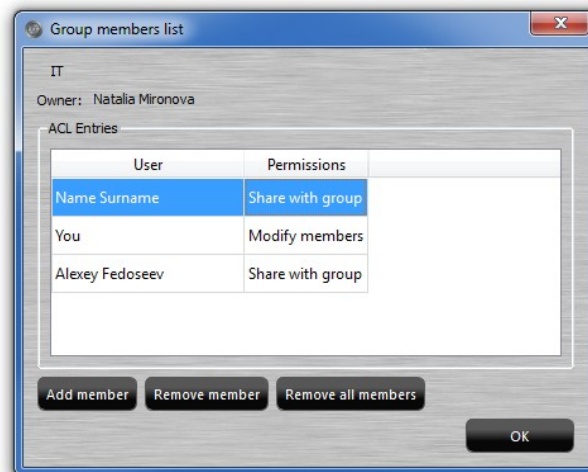 Group members list
IT
Owner: Natalia Mironova
ACL Entries
User Permissions
Name Surname Share with group
You Modify members
Alexey Fedoseev Share with group
Add member Remove member Remove all members
OK